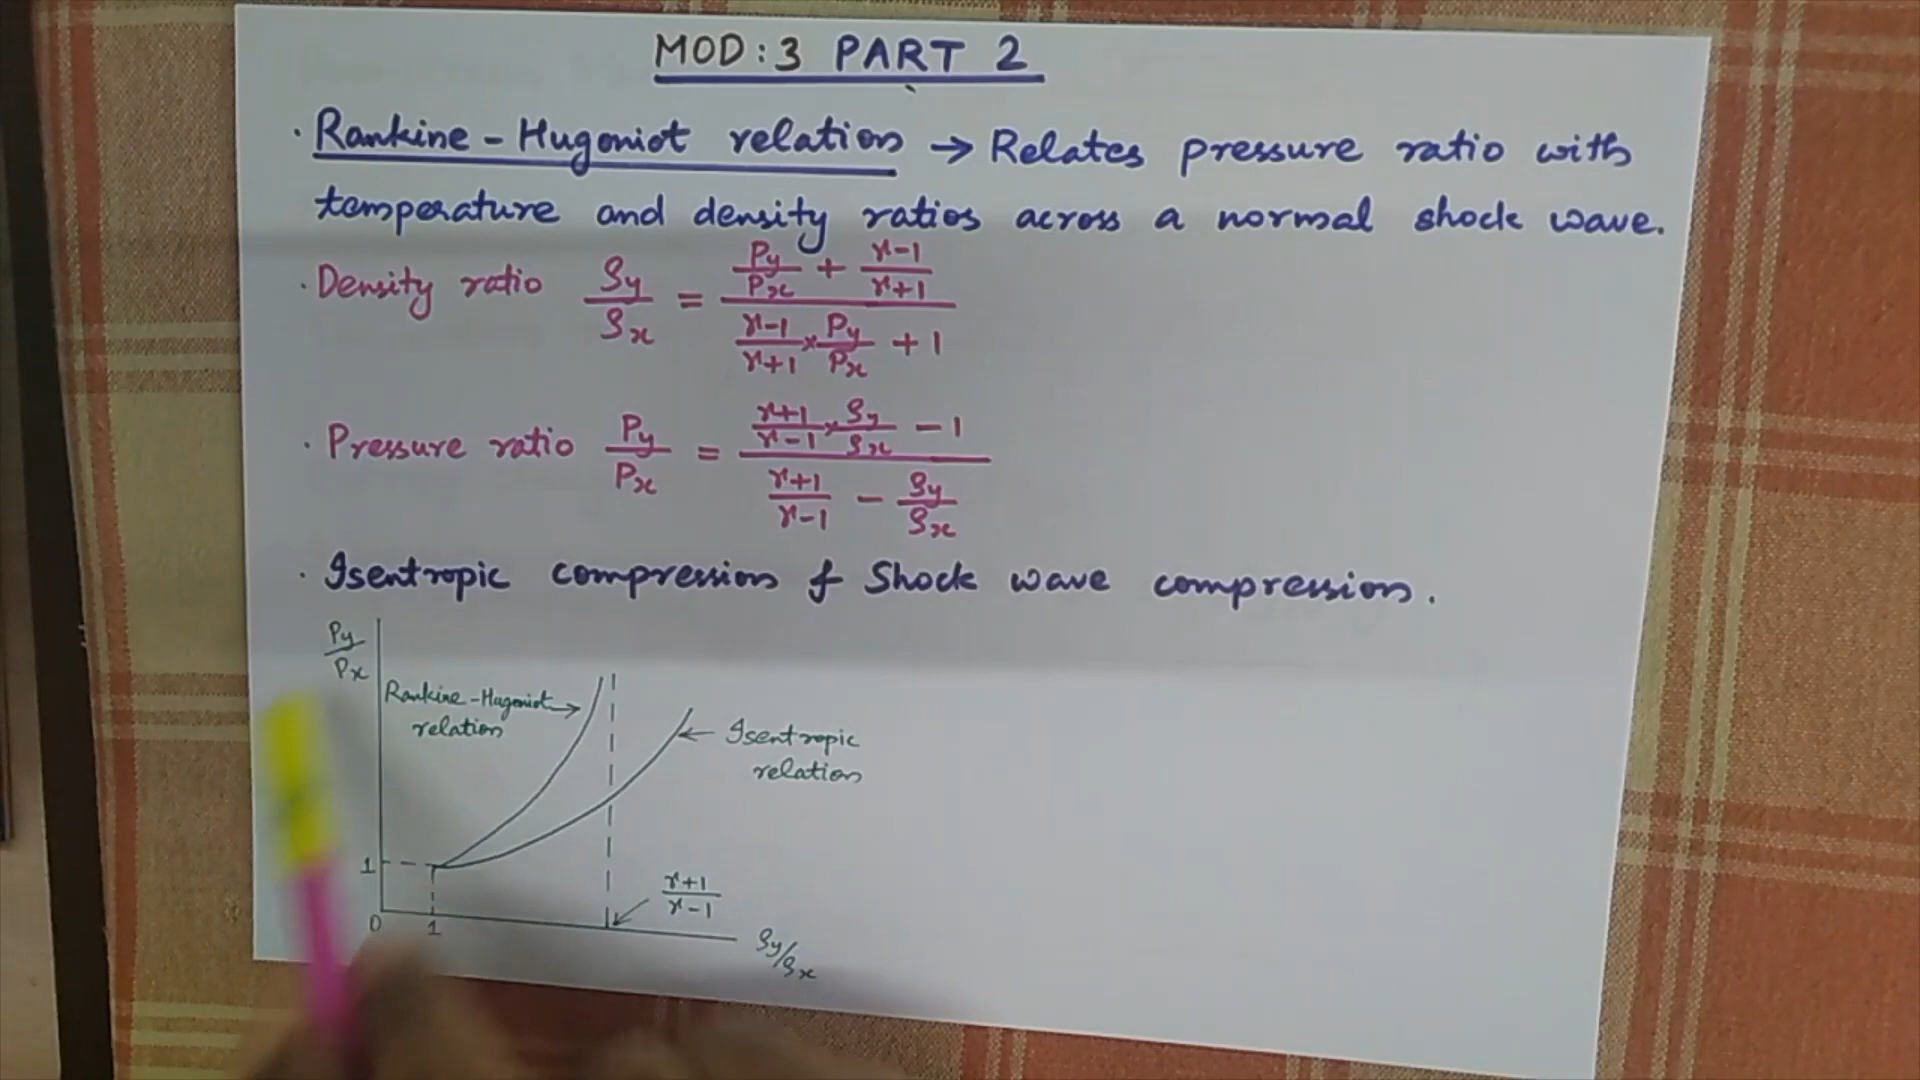 MOD:3 PART 2
· Rankine-Hugoniot relation → Relates pressure ratio with
temperature and density ratios across a normal shock wave.
· Density ratio ρy/ρx = (Py/Px + (γ-1)/(γ+1)) / ((γ-1)/(γ+1) × Py/Px + 1)
· Pressure ratio Py/Px = ((γ+1)/(γ-1) × ρy/ρx - 1) / ((γ+1)/(γ-1) - ρy/ρx)
· Isentropic compression & Shock wave compression.
Py/Px
Rankine-Hugoniot →
relation
← Isentropic
relation
1
(γ+1)/(γ-1)
0
1
ρy/ρx